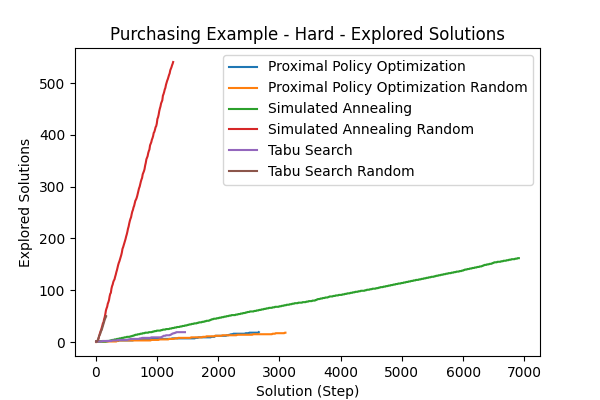 Purchasing Example - Hard - Explored Solutions
Explored Solutions
500
400
300
200
100
0
Proximal Policy Optimization
Proximal Policy Optimization Random
Simulated Annealing
Simulated Annealing Random
Tabu Search
Tabu Search Random
0 1000 2000 3000 4000 5000 6000 7000
Solution (Step)